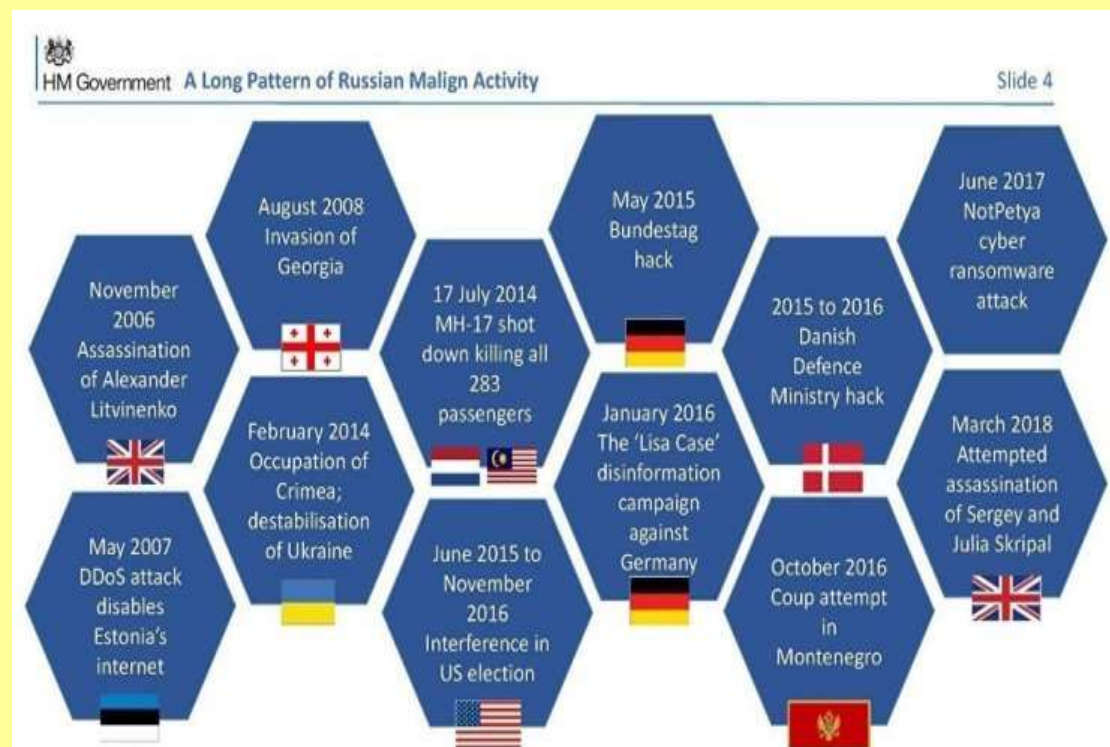 HM Government A Long Pattern of Russian Malign Activity Slide 4
November
2006
Assassination
of Alexander
Litvinenko
May 2007
DDoS attack
disables
Estonia's
internet
August 2008
Invasion of
Georgia
February 2014
Occupation of
Crimea;
destabilisation
of Ukraine
17 July 2014
MH-17 shot
down killing all
283
passengers
June 2015 to
November
2016
Interference in
US election
May 2015
Bundestag
hack
January 2016
The 'Lisa Case'
disinformation
campaign
against
Germany
2015 to 2016
Danish
Defence
Ministry hack
October 2016
Coup attempt
in
Montenegro
June 2017
NotPetya
cyber
ransomware
attack
March 2018
Attempted
assassination
of Sergey and
Julia Skripal